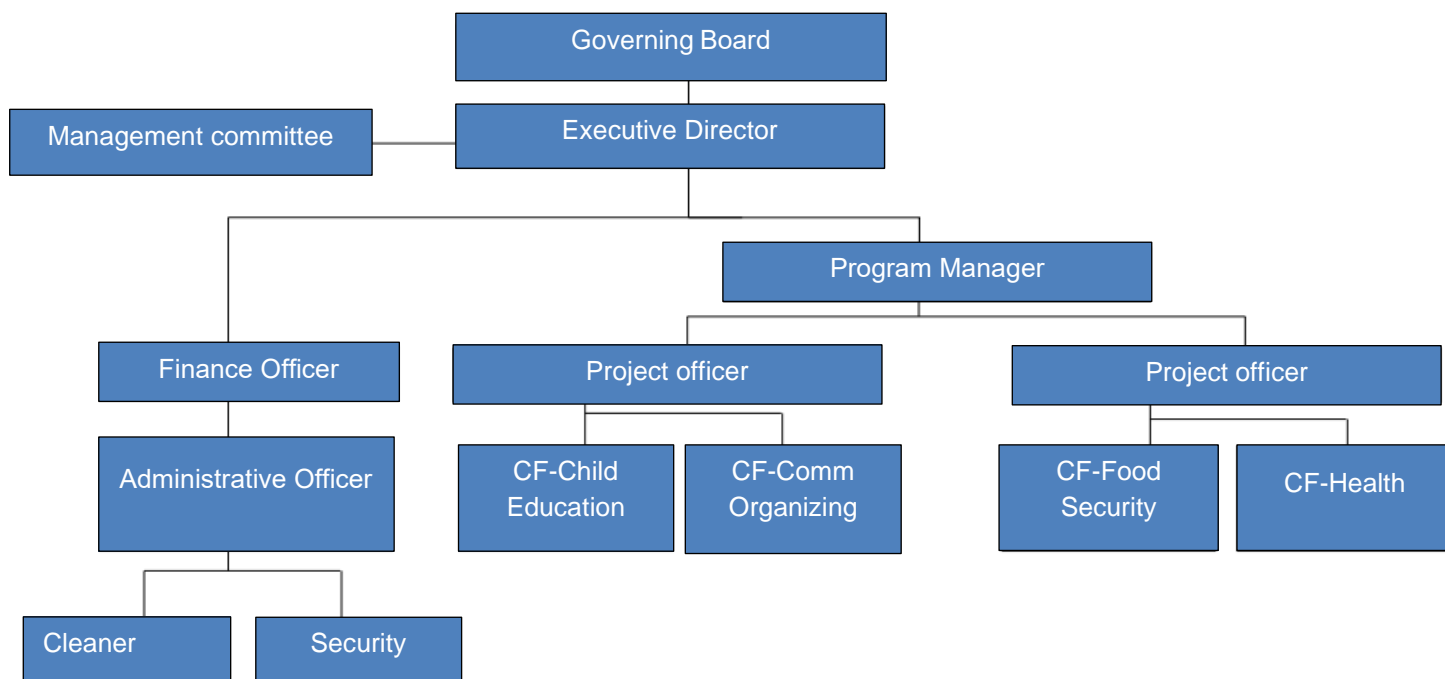 Governing Board
Management committee
Executive Director
Program Manager
Finance Officer
Project officer
Project officer
Administrative Officer
CF-Child
Education
CF-Comm
Organizing
CF-Food
Security
CF-Health
Cleaner
Security